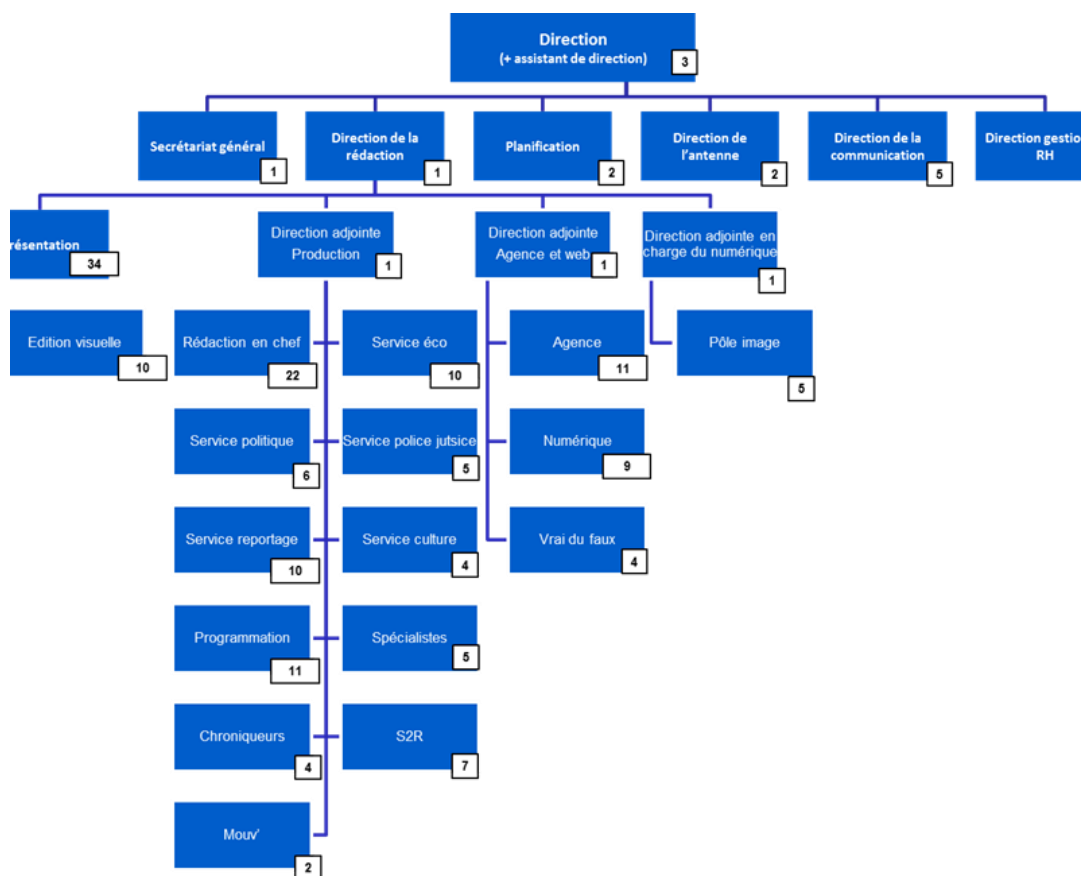 Direction
(+ assistant de direction)
3
Secrétariat général
1
Direction de la
rédaction
1
Planification
2
Direction de
l'antenne
2
Direction de la
communication
5
Direction gestio
RH
résentation
34
Direction adjointe
Production
1
Direction adjointe
Agence et web
1
Direction adjointe en
charge du numérique
1
Edition visuelle
10
Rédaction en chef
22
Service éco
10
Agence
11
Pôle image
5
Service politique
6
Service police jutsice
5
Numérique
9
Service reportage
10
Service culture
4
Vrai du faux
4
Programmation
11
Spécialistes
5
Chroniqueurs
4
S2R
7
Mouv'
2